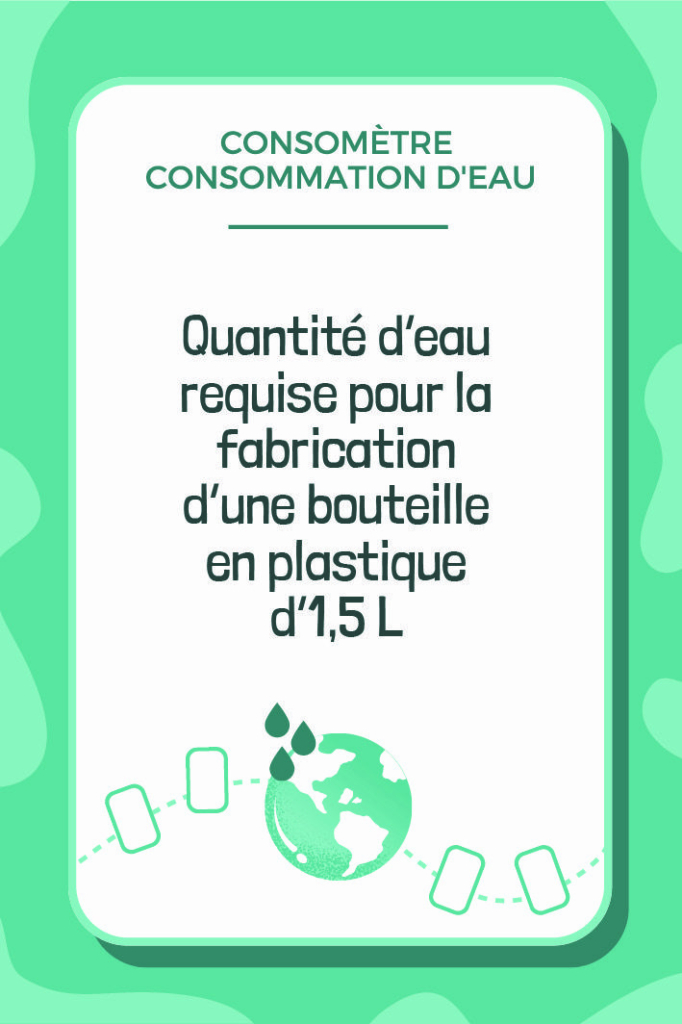 CONSOMÈTRE
CONSOMMATION D'EAU
Quantité d'eau
requise pour la
fabrication
d'une bouteille
en plastique
d'1,5 L